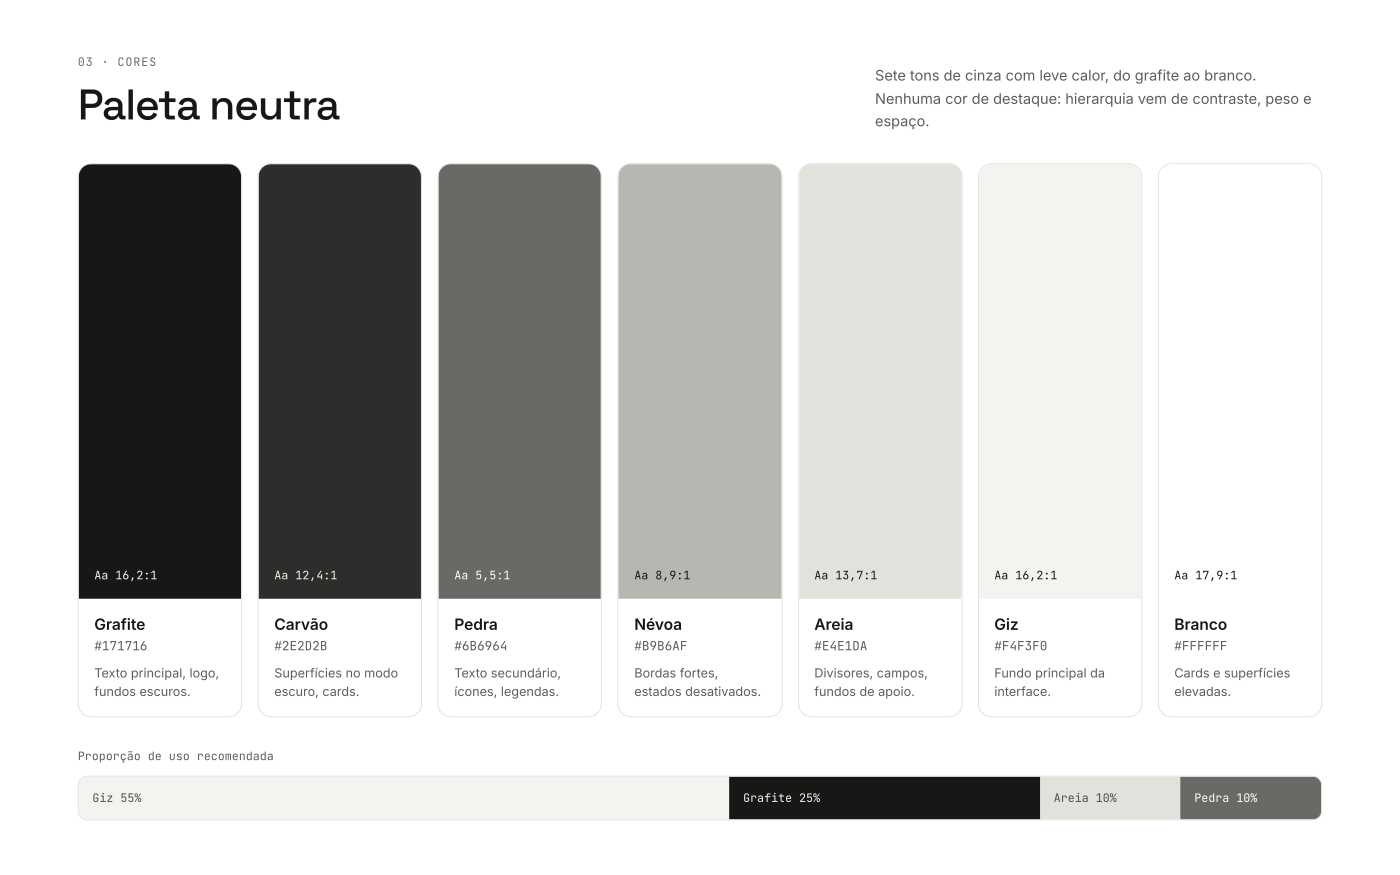 03 · CORES
Paleta neutra
Sete tons de cinza com leve calor, do grafite ao branco.
Nenhuma cor de destaque: hierarquia vem de contraste, peso e
espaço.
Aa 16,2:1
Grafite
#171716
Texto principal, logo,
fundos escuros.
Aa 12,4:1
Carvão
#2E2D2B
Superfícies no modo
escuro, cards.
Aa 5,5:1
Pedra
#6B6964
Texto secundário,
ícones, legendas.
Aa 8,9:1
Névoa
#B9B6AF
Bordas fortes,
estados desativados.
Aa 13,7:1
Areia
#E4E1DA
Divisores, campos,
fundos de apoio.
Aa 16,2:1
Giz
#F4F3F0
Fundo principal da
interface.
Aa 17,9:1
Branco
#FFFFFF
Cards e superfícies
elevadas.
Proporção de uso recomendada
Giz 55%
Grafite 25%
Areia 10%
Pedra 10%